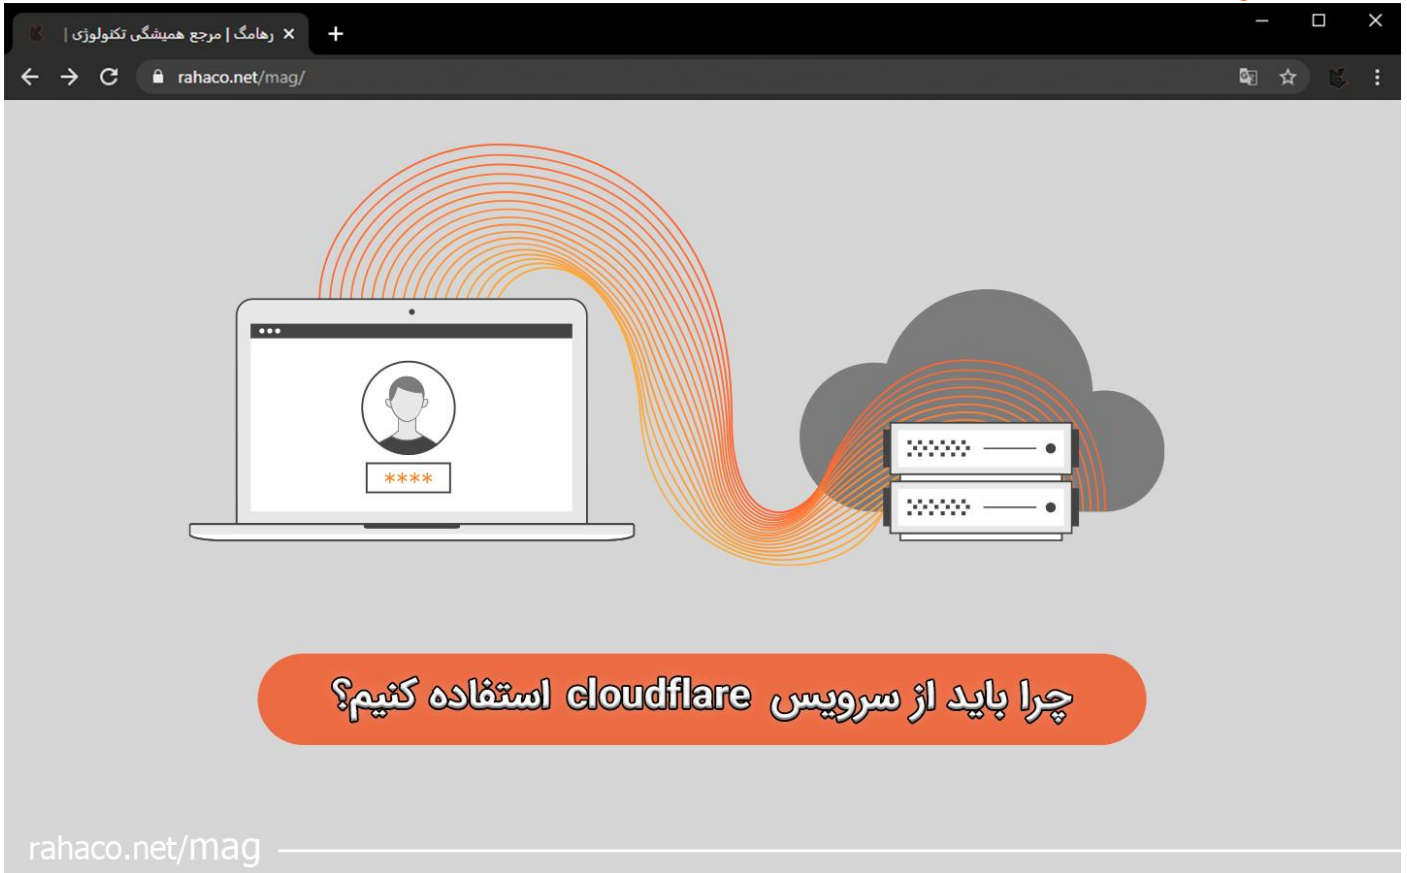 رهامگ | مرجع همیشگی تکنولوژی |
rahaco.net/mag/
****
چرا باید از سرویس cloudflare استفاده کنیم؟
rahaco.net/mag